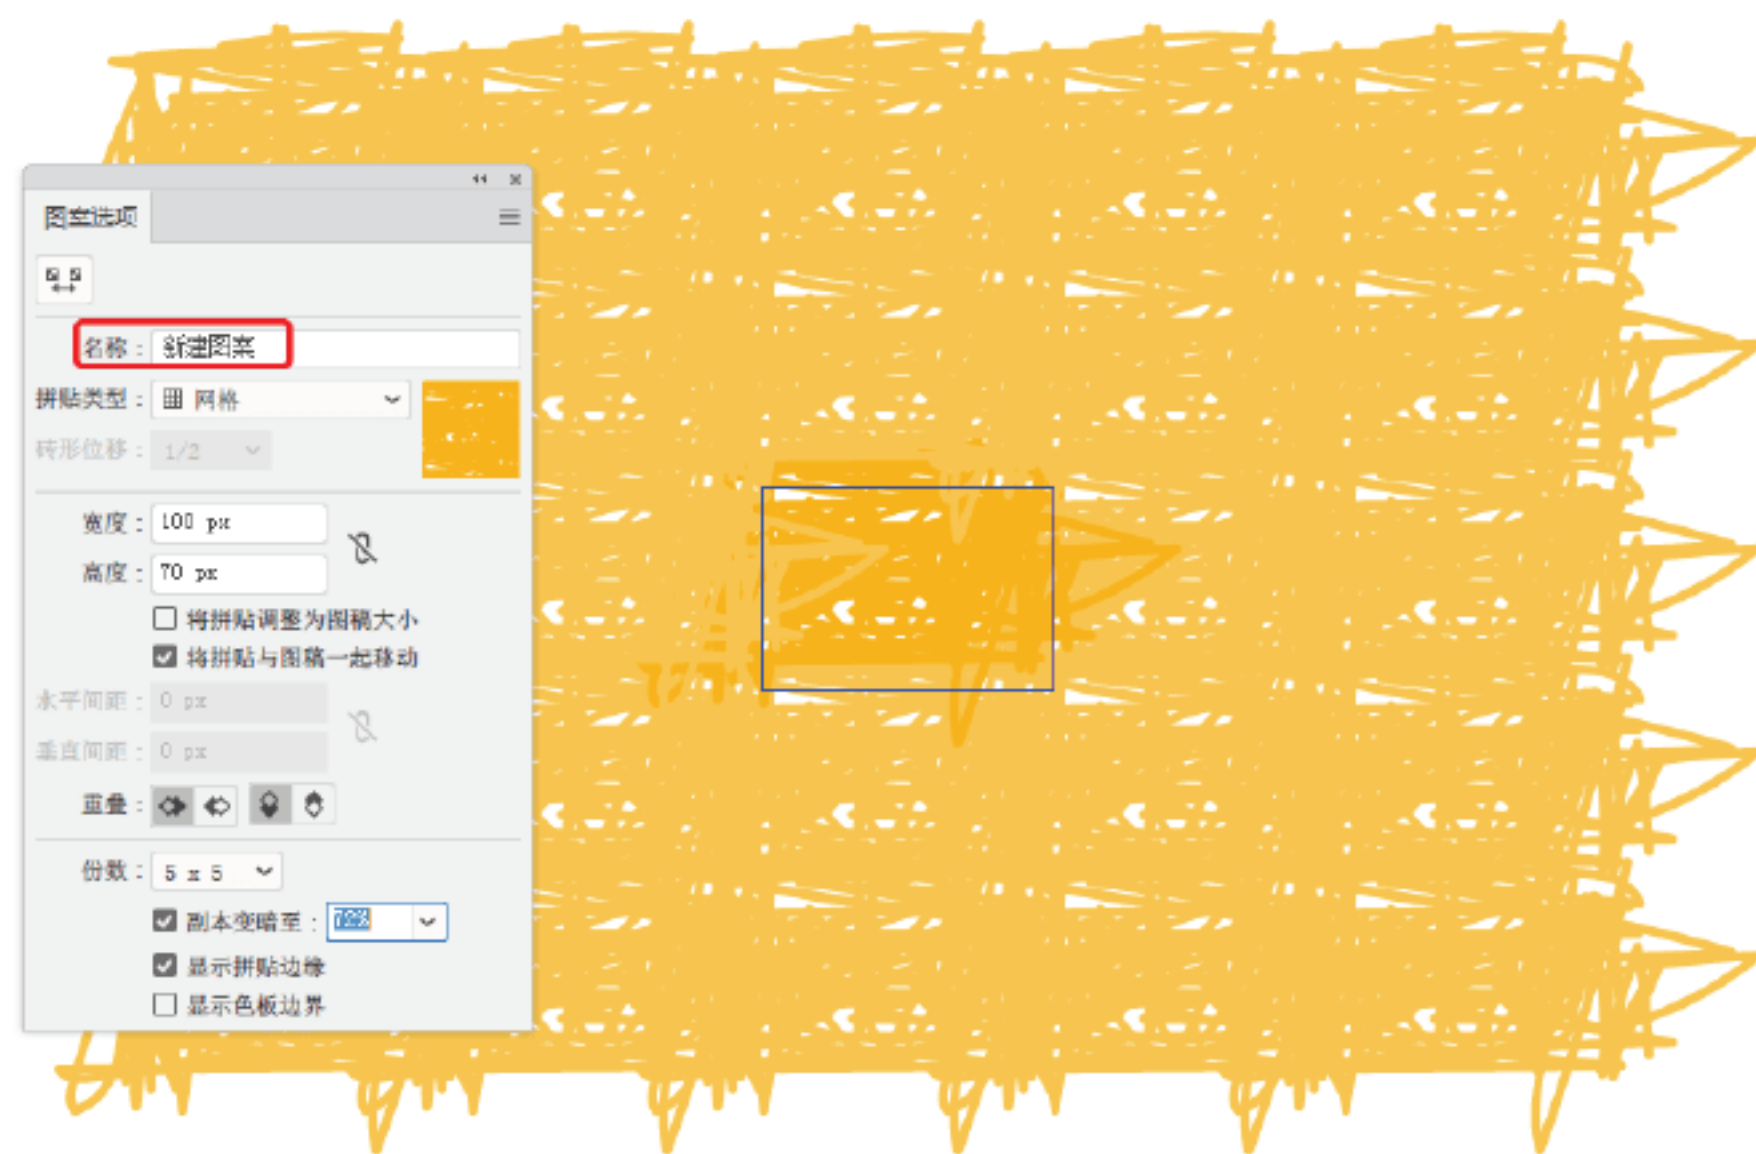 图案选项
名称：新建图案
拼贴类型：网格
砖形位移：1/2
宽度：100 px
高度：70 px
将拼贴调整为图稿大小
将拼贴与图稿一起移动
水平间距：0 px
垂直间距：0 px
重叠：
份数：5 x 5
副本变暗至：70%
显示拼贴边缘
显示色板边界